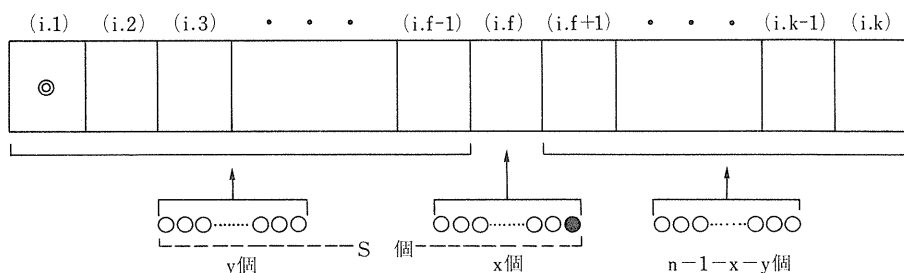 (i.1) (i.2) (i.3) ・ ・ ・ (i.f-1) (i.f) (i.f+1) ・ ・ ・ (i.k-1) (i.k)
◎
○○○……○○○ ○○○……○○● ○○○……○○○
S 個
y個 x個 n-1-x-y個